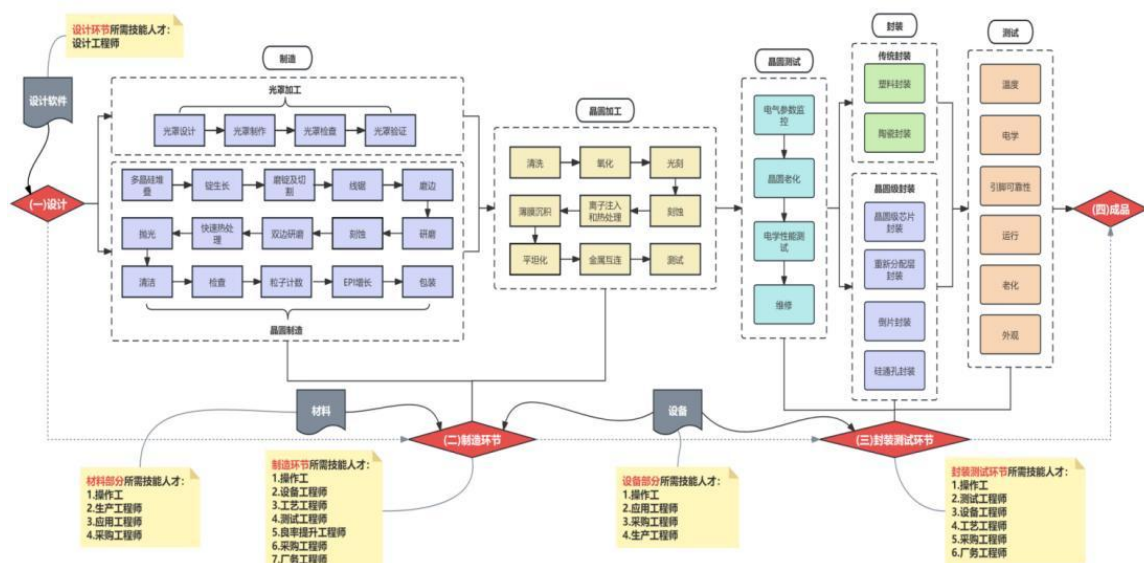 设计环节所需技能人才：
设计工程师
设计软件
(一)设计
制造
光罩加工
光罩设计
光罩制作
光罩检查
光罩验证
多晶硅堆叠
锭生长
磨锭及切
割
线锯
磨边
抛光
快速热处
理
双边研磨
刻蚀
研磨
清洁
检查
粒子计数
EPI增长
包装
晶圆制造
晶圆加工
清洗
氧化
光刻
薄膜沉积
离子注入
和热处理
刻蚀
平坦化
金属互连
测试
晶圆测试
电气参数监
控
晶圆老化
电学性能测
试
维修
封装
传统封装
塑料封装
陶瓷封装
晶圆级封装
晶圆级芯片
封装
重新分配层
封装
倒片封装
硅通孔封装
测试
温度
电学
引脚可靠性
运行
老化
外观
(四)成品
材料
设备
(二)制造环节
(三)封装测试环节
材料部分所需技能人才：
1.操作工
2.生产工程师
3.应用工程师
4.采购工程师
制造环节所需技能人才：
1.操作工
2.设备工程师
3.工艺工程师
4.测试工程师
5.良率提升工程师
6.采购工程师
7.厂务工程师
设备部分所需技能人才：
1.操作工
2.应用工程师
3.采购工程师
4.生产工程师
封装测试环节所需技能人才：
1.操作工
2.测试工程师
3.设备工程师
4.工艺工程师
5.采购工程师
6.厂务工程师